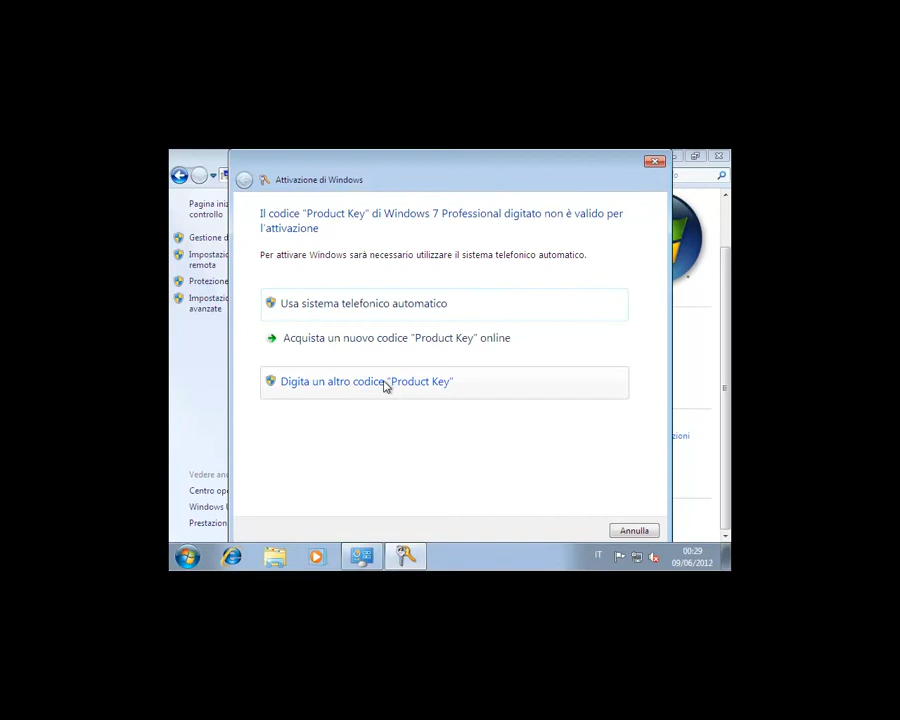 Attivazione di Windows
Pagina iniz
controllo
Gestione d
Impostazio
remota
Protezione
Impostazio
avanzate
Il codice "Product Key" di Windows 7 Professional digitato non è valido per
l'attivazione
Per attivare Windows sarà necessario utilizzare il sistema telefonico automatico.
Usa sistema telefonico automatico
Acquista un nuovo codice "Product Key" online
Digita un altro codice "Product Key"
zioni
Vedere anc
Centro ope
Windows U
Prestazion
Annulla
IT
00:29
09/06/2012